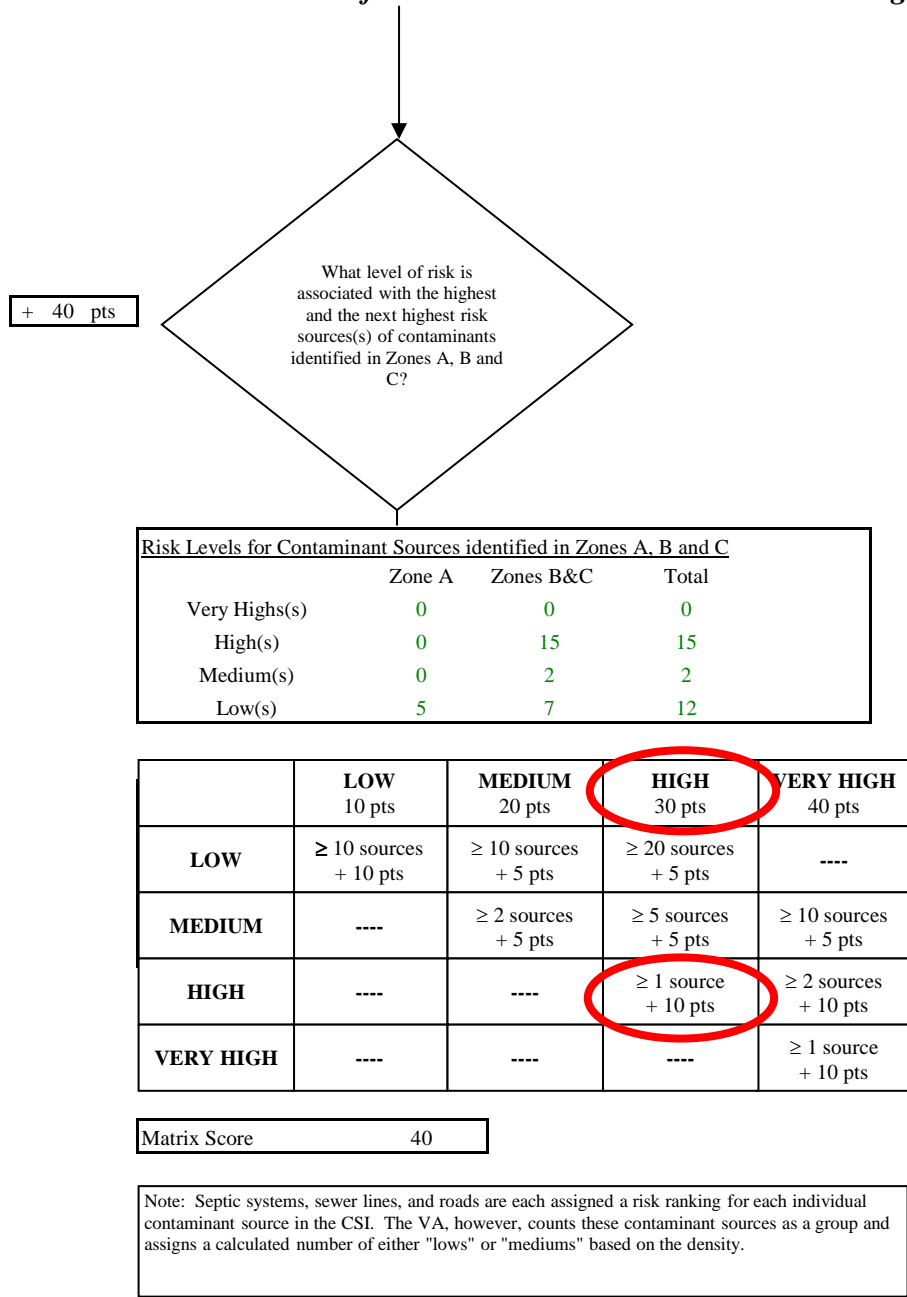 + 40 pts
What level of risk is
associated with the highest
and the next highest risk
sources(s) of contaminants
identified in Zones A, B and
C?
Risk Levels for Contaminant Sources identified in Zones A, B and C
Zone A Zones B&C Total
Very Highs(s) 0 0 0
High(s) 0 15 15
Medium(s) 0 2 2
Low(s) 5 7 12
LOW MEDIUM HIGH VERY HIGH
10 pts 20 pts 30 pts 40 pts
LOW ≥ 10 sources ≥ 10 sources ≥ 20 sources ----
+ 10 pts + 5 pts + 5 pts
MEDIUM ---- ≥ 2 sources ≥ 5 sources ≥ 10 sources
+ 5 pts + 5 pts + 5 pts
HIGH ---- ---- ≥ 1 source ≥ 2 sources
+ 10 pts + 10 pts
VERY HIGH ---- ---- ---- ≥ 1 source
+ 10 pts
Matrix Score 40
Note: Septic systems, sewer lines, and roads are each assigned a risk ranking for each individual
contaminant source in the CSI. The VA, however, counts these contaminant sources as a group and
assigns a calculated number of either "lows" or "mediums" based on the density.